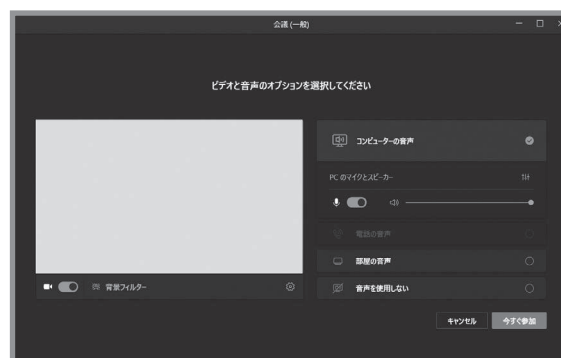 会議 (一般)
ビデオと音声のオプションを選択してください
コンピューターの音声
PC のマイクとスピーカー
電話の音声
部屋の音声
背景フィルター
音声を使用しない
キャンセル
今すぐ参加